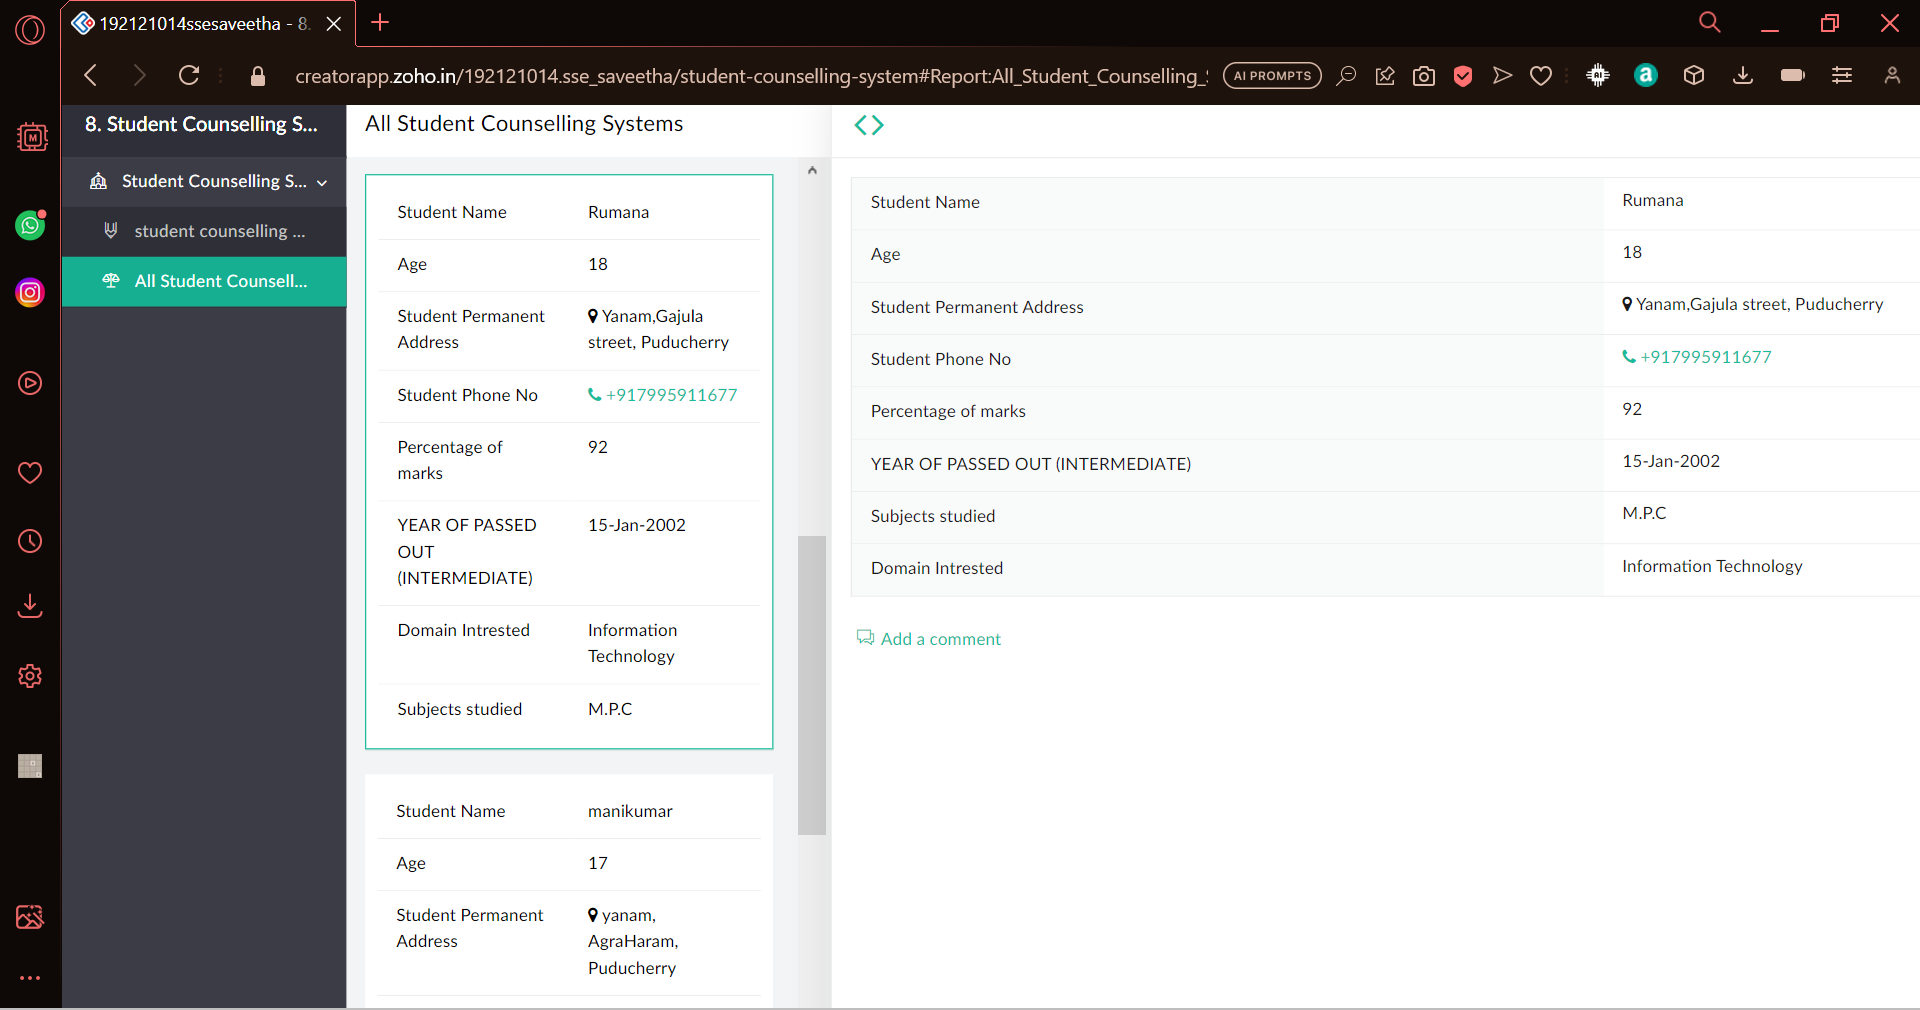 192121014ssesaveetha - 8.
creatorapp.zoho.in/192121014.sse_saveetha/student-counselling-system#Report:All_Student_Counselling_
AI PROMPTS
8. Student Counselling S...
Student Counselling S...
student counselling ...
All Student Counsell...
All Student Counselling Systems
Student Name Rumana
Age 18
Student Permanent Yanam,Gajula
Address street, Puducherry
Student Phone No +917995911677
Percentage of 92
marks
YEAR OF PASSED 15-Jan-2002
OUT
(INTERMEDIATE)
Domain Intrested Information
Technology
Subjects studied M.P.C
Student Name manikumar
Age 17
Student Permanent yanam,
Address AgraHaram,
Puducherry
Student Name Rumana
Age 18
Student Permanent Address Yanam,Gajula street, Puducherry
Student Phone No +917995911677
Percentage of marks 92
YEAR OF PASSED OUT (INTERMEDIATE) 15-Jan-2002
Subjects studied M.P.C
Domain Intrested Information Technology
Add a comment